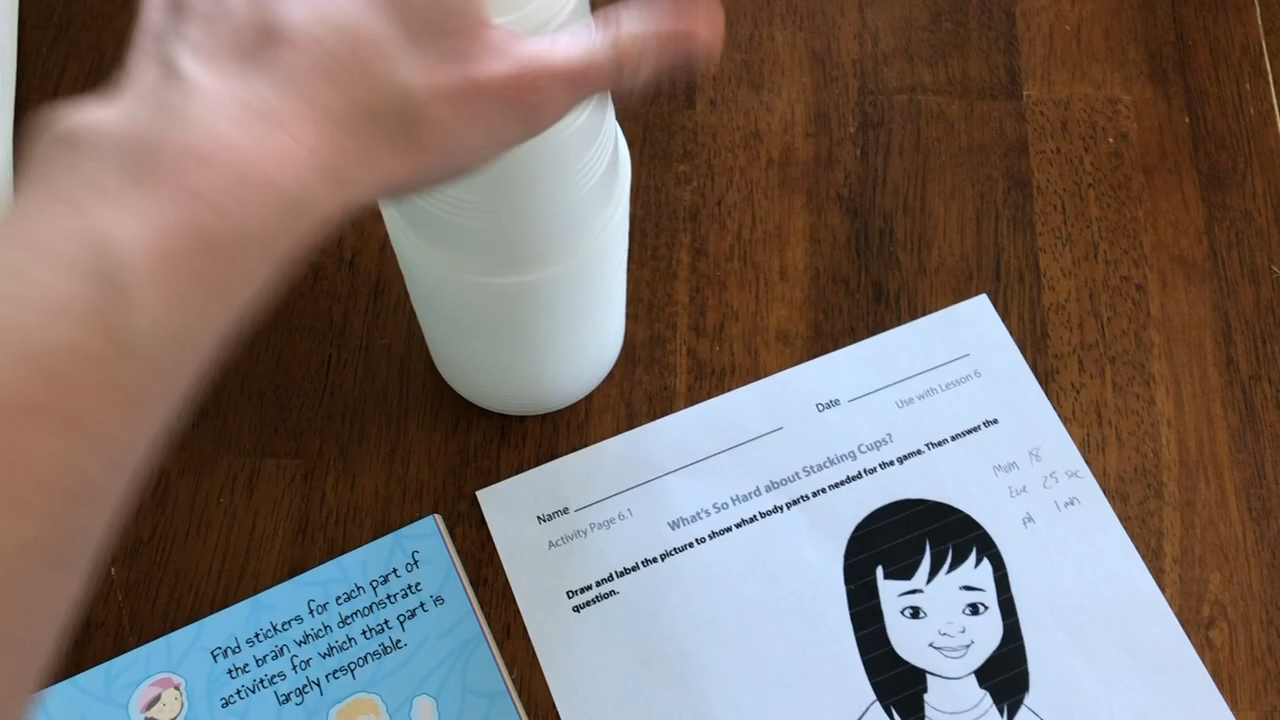 Date
Use with Lesson 6
Name
Activity Page 6.1
What's So Hard about Stacking Cups?
Draw and label the picture to show what body parts are needed for the game. Then answer the
question.
Mom 18
Eve 25 sec
1 min
Find stickers for each part of
the brain which demonstrate
activities for which that part is
largely responsible.